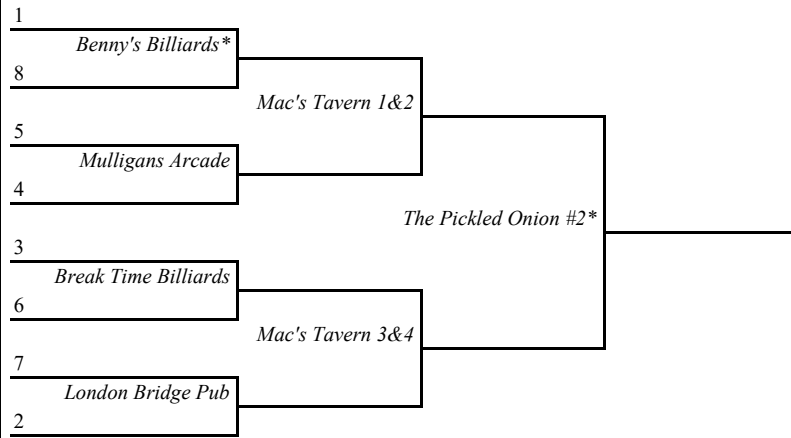 1
Benny's Billiards*
8
Mac's Tavern 1&2
5
Mulligans Arcade
4
The Pickled Onion #2*
3
Break Time Billiards
6
Mac's Tavern 3&4
7
London Bridge Pub
2